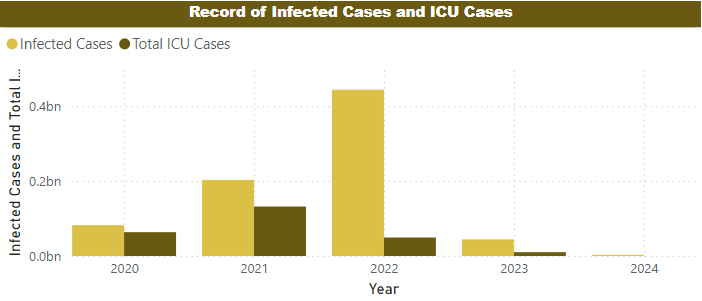 Record of Infected Cases and ICU Cases
Infected Cases Total ICU Cases
Infected Cases and Total I...
0.4bn
0.2bn
0.0bn
2020 2021 2022 2023 2024
Year